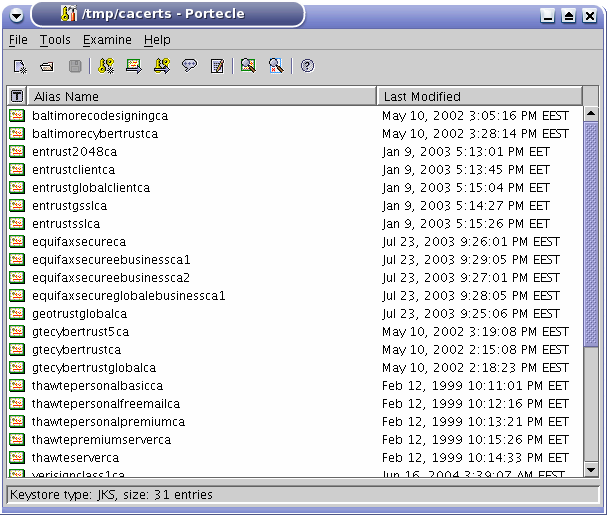 /tmp/cacerts - Portecle
File Tools Examine Help
T Alias Name Last Modified
baltimorecodesigningca May 10, 2002 3:05:16 PM EEST
baltimorecybertrustca May 10, 2002 3:28:14 PM EEST
entrust2048ca Jan 9, 2003 5:13:01 PM EET
entrustclientca Jan 9, 2003 5:13:45 PM EET
entrustglobalclientca Jan 9, 2003 5:15:04 PM EET
entrustgsslca Jan 9, 2003 5:14:27 PM EET
entrustsslca Jan 9, 2003 5:15:26 PM EET
equifaxsecureca Jul 23, 2003 9:26:01 PM EEST
equifaxsecureebusinessca1 Jul 23, 2003 9:29:05 PM EEST
equifaxsecureebusinessca2 Jul 23, 2003 9:27:01 PM EEST
equifaxsecureglobalebusinessca1 Jul 23, 2003 9:28:05 PM EEST
geotrustglobalca Jul 23, 2003 9:25:06 PM EEST
gtecybertrust5ca May 10, 2002 3:19:08 PM EEST
gtecybertrustca May 10, 2002 2:15:08 PM EEST
gtecybertrustglobalca May 10, 2002 2:18:23 PM EEST
thawtepersonalbasicca Feb 12, 1999 10:11:01 PM EET
thawtepersonalfreemailca Feb 12, 1999 10:12:16 PM EET
thawtepersonalpremiumca Feb 12, 1999 10:13:21 PM EET
thawtepremiumserverca Feb 12, 1999 10:15:26 PM EET
thawteserverca Feb 12, 1999 10:14:33 PM EET
verisignclass1ca Jun 16, 2004 3:39:07 AM EEST
Keystore type: JKS, size: 31 entries